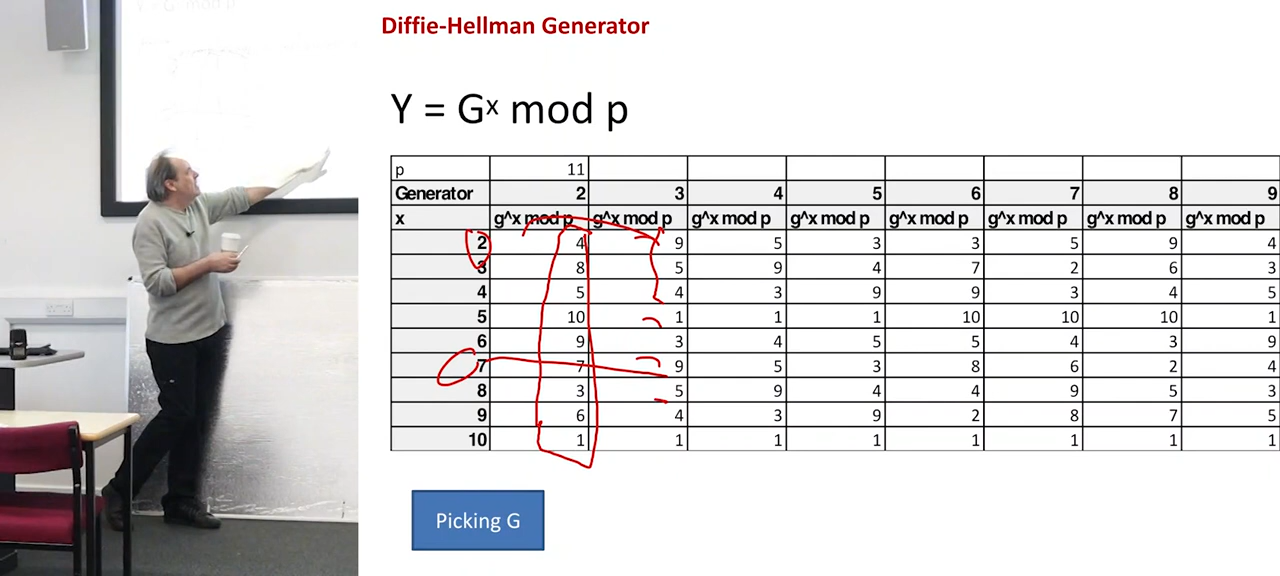 Diffie-Hellman Generator
Y = Gˣ mod p
p 11
Generator 2 3 4 5 6 7 8 9
x g^x mod p g^x mod p g^x mod p g^x mod p g^x mod p g^x mod p g^x mod p g^x mod p
2 4 9 5 3 3 5 9 4
3 8 5 9 4 7 2 6 3
4 5 4 3 9 9 3 4 5
5 10 1 1 1 10 10 10 1
6 9 3 4 5 5 4 3 9
7 7 9 5 3 8 6 2 4
8 3 5 9 4 4 9 5 3
9 6 4 3 9 2 8 7 5
10 1 1 1 1 1 1 1 1
Picking G